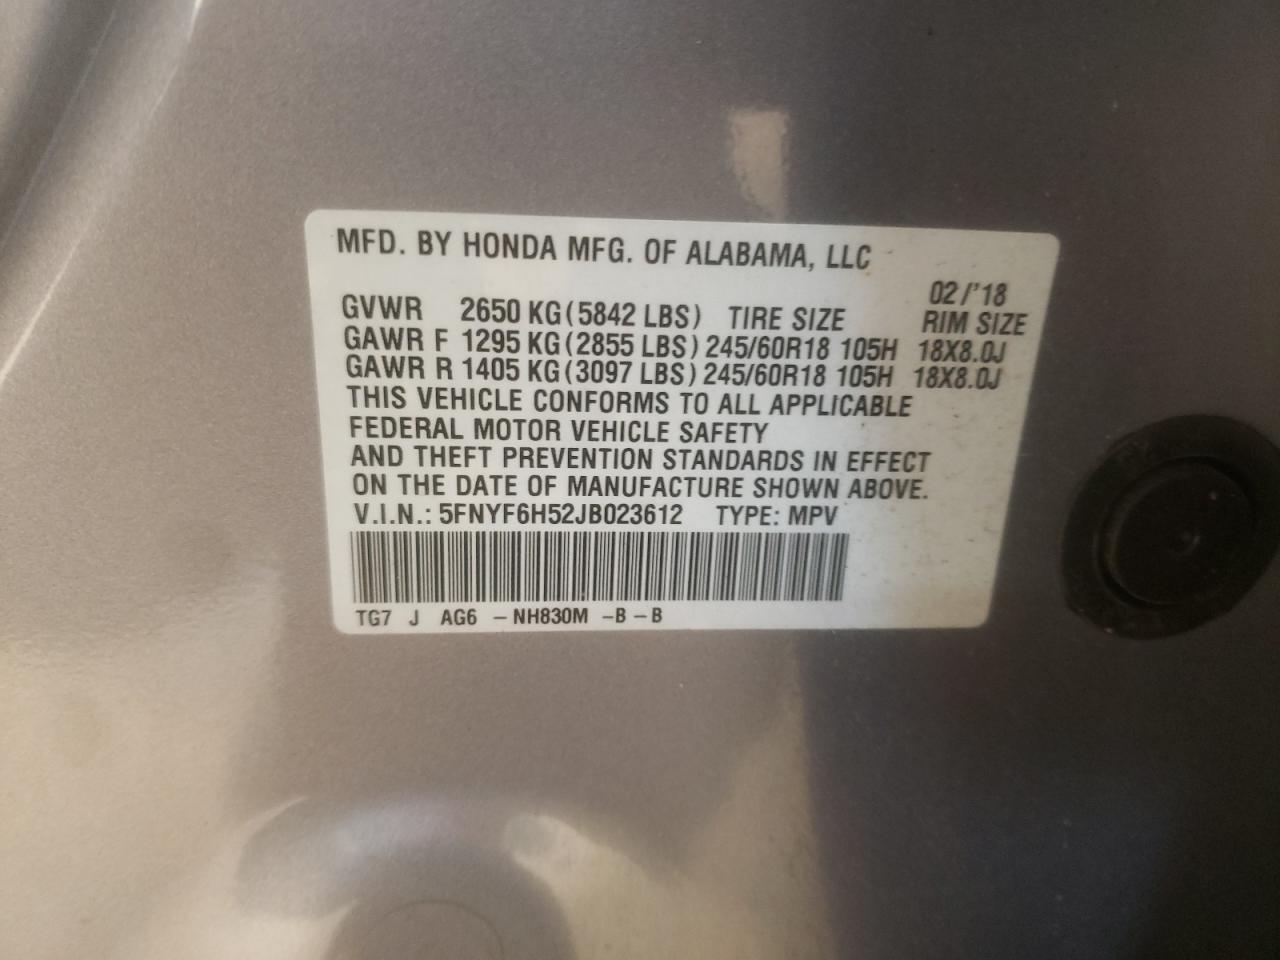 MFD. BY HONDA MFG. OF ALABAMA, LLC
02/'18
GVWR 2650 KG(5842 LBS) TIRE SIZE RIM SIZE
GAWR F 1295 KG(2855 LBS) 245/60R18 105H 18X8.0J
GAWR R 1405 KG(3097 LBS) 245/60R18 105H 18X8.0J
THIS VEHICLE CONFORMS TO ALL APPLICABLE
FEDERAL MOTOR VEHICLE SAFETY
AND THEFT PREVENTION STANDARDS IN EFFECT
ON THE DATE OF MANUFACTURE SHOWN ABOVE.
V.I.N.: 5FNYF6H52JB023612 TYPE: MPV
TG7 J AG6 – NH830M –B – B